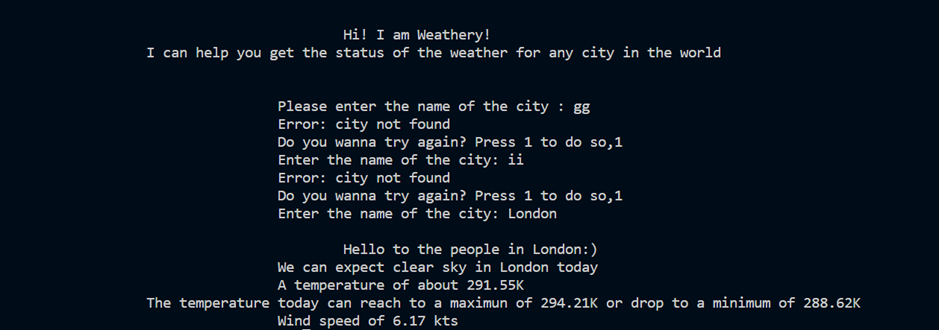 Hi! I am Weathery!
I can help you get the status of the weather for any city in the world
Please enter the name of the city : gg
Error: city not found
Do you wanna try again? Press 1 to do so,1
Enter the name of the city: ii
Error: city not found
Do you wanna try again? Press 1 to do so,1
Enter the name of the city: London
Hello to the people in London:)
We can expect clear sky in London today
A temperature of about 291.55K
The temperature today can reach to a maximun of 294.21K or drop to a minimum of 288.62K
Wind speed of 6.17 kts